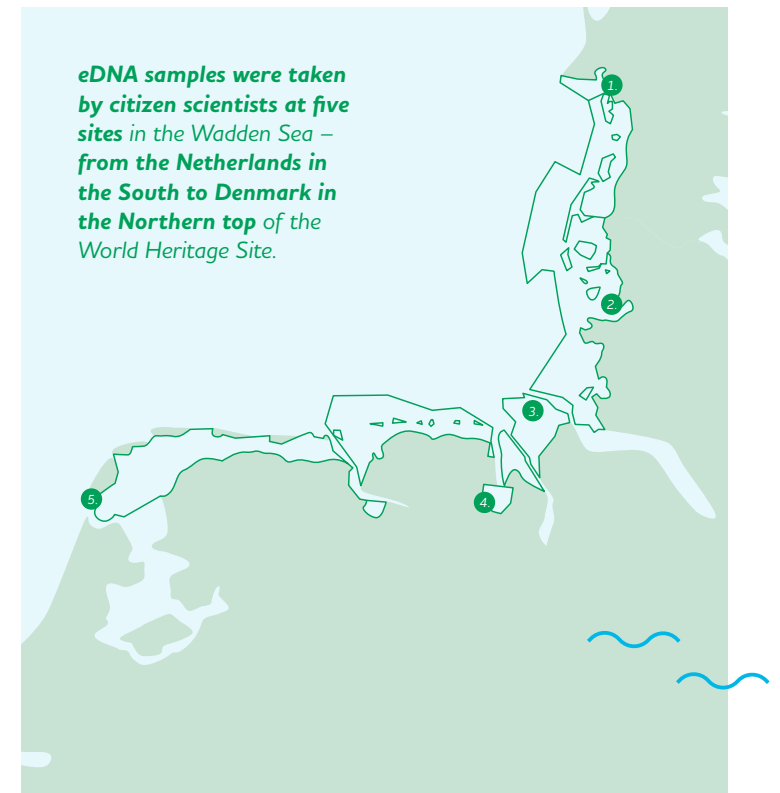 eDNA samples were taken
by citizen scientists at five
sites in the Wadden Sea –
from the Netherlands in
the South to Denmark in
the Northern top of the
World Heritage Site.
1.
2.
3.
4.
5.